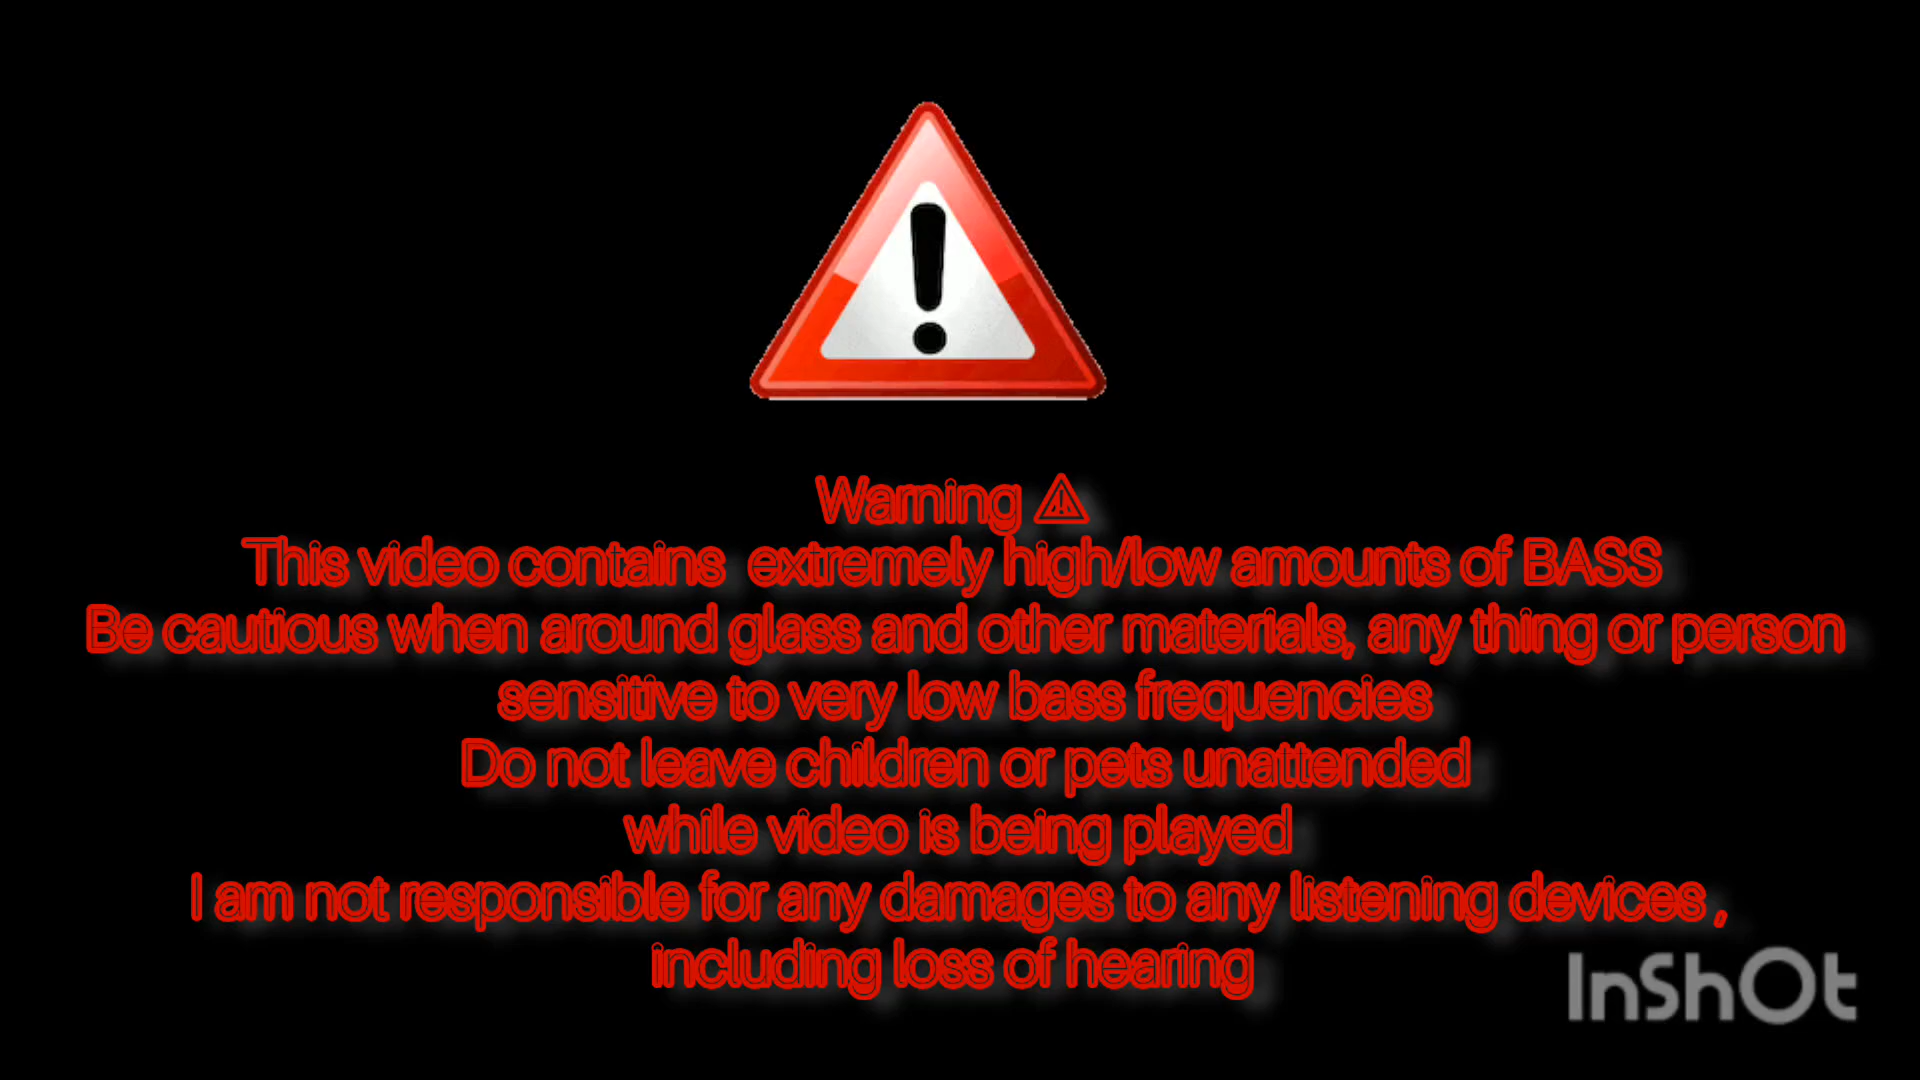 Warning ⚠
This video contains  extremely high/low amounts of BASS
Be cautious when around glass and other materials, any thing or person
sensitive to very low bass frequencies
Do not leave children or pets unattended
while video is being played
I am not responsible for any damages to any listening devices ,
including loss of hearing
InShOt